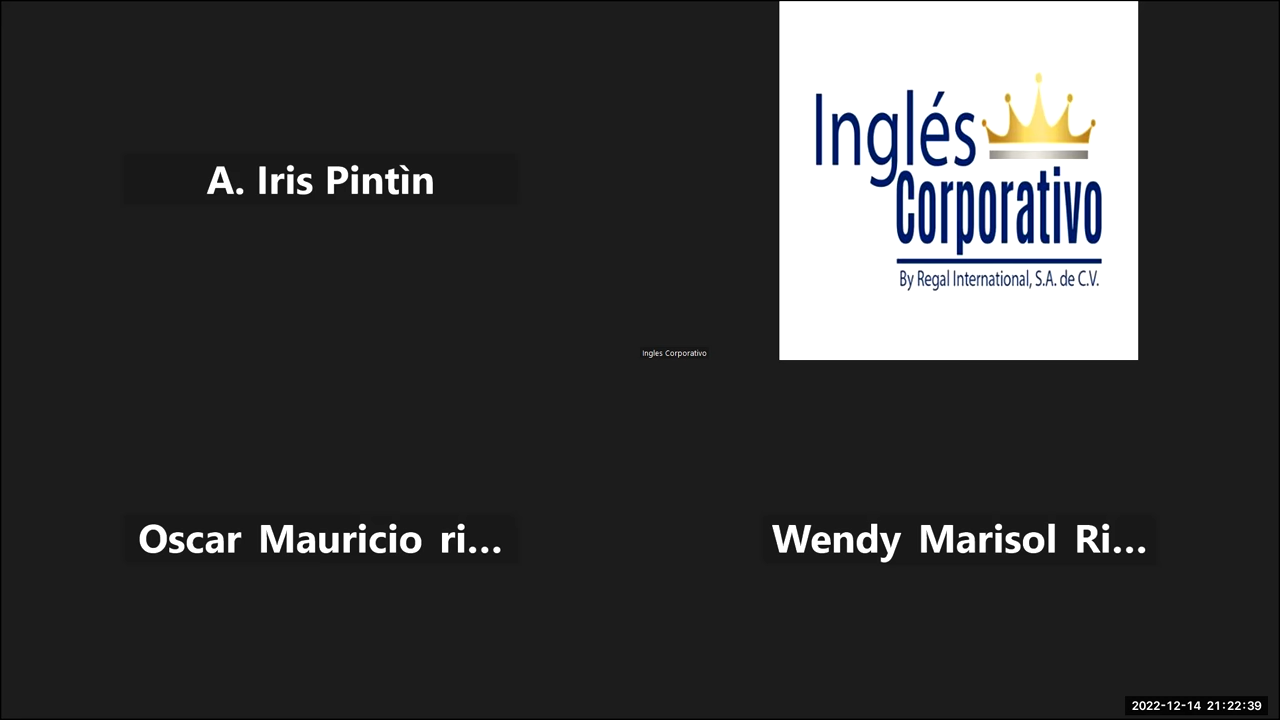 A. Iris Pintìn
Inglés
Corporativo
By Regal International, S.A. de C.V.
Ingles Corporativo
Oscar Mauricio ri...
Wendy Marisol Ri...
2022-12-14 21:22:39